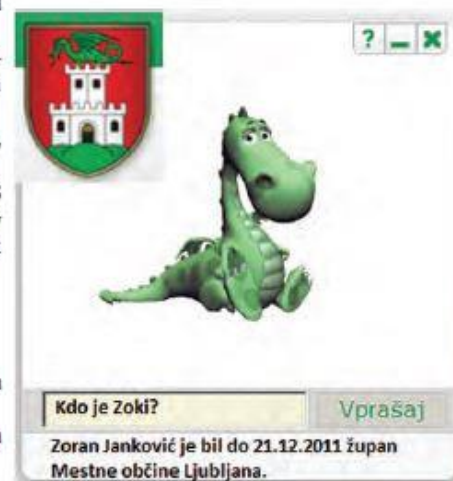 ?
Kdo je Zoki?
Vprašaj
Zoran Janković je bil do 21.12.2011 župan
Mestne občine Ljubljana.